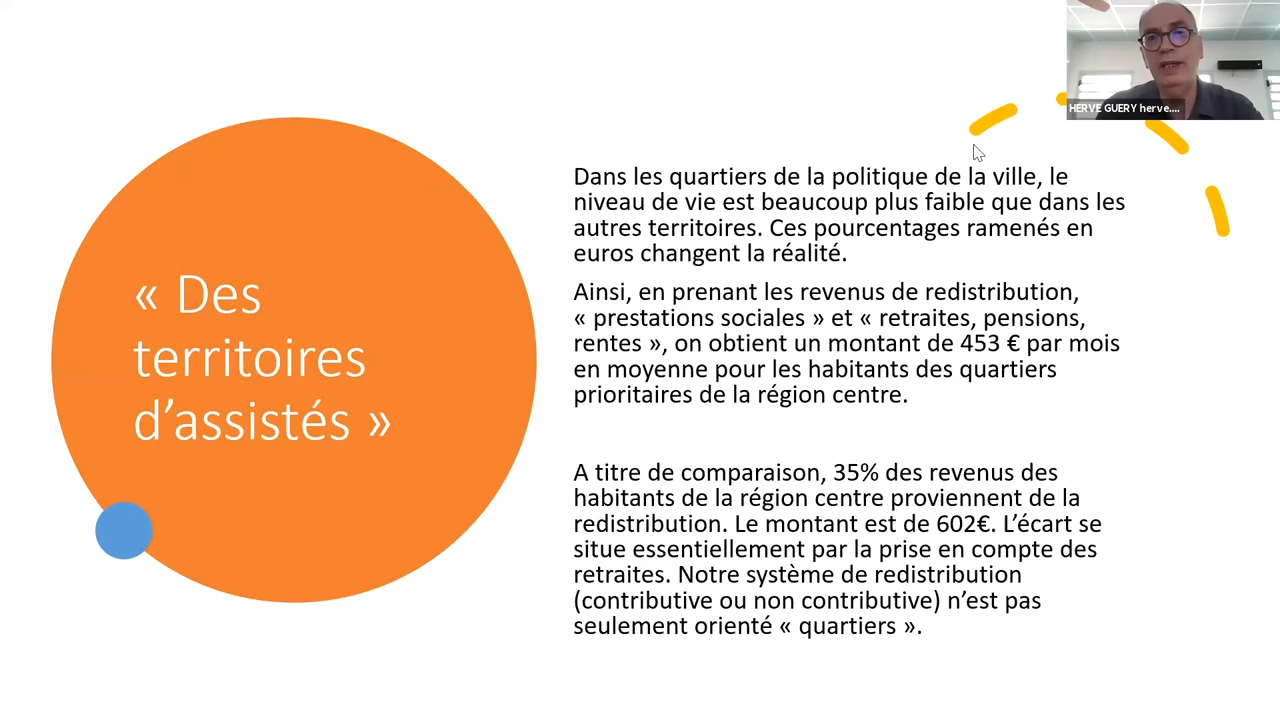 HERVE GUERY herve....
« Des
territoires
d’assistés »
Dans les quartiers de la politique de la ville, le
niveau de vie est beaucoup plus faible que dans les
autres territoires. Ces pourcentages ramenés en
euros changent la réalité.
Ainsi, en prenant les revenus de redistribution,
« prestations sociales » et « retraites, pensions,
rentes », on obtient un montant de 453 € par mois
en moyenne pour les habitants des quartiers
prioritaires de la région centre.
A titre de comparaison, 35% des revenus des
habitants de la région centre proviennent de la
redistribution. Le montant est de 602€. L’écart se
situe essentiellement par la prise en compte des
retraites. Notre système de redistribution
(contributive ou non contributive) n’est pas
seulement orienté « quartiers ».